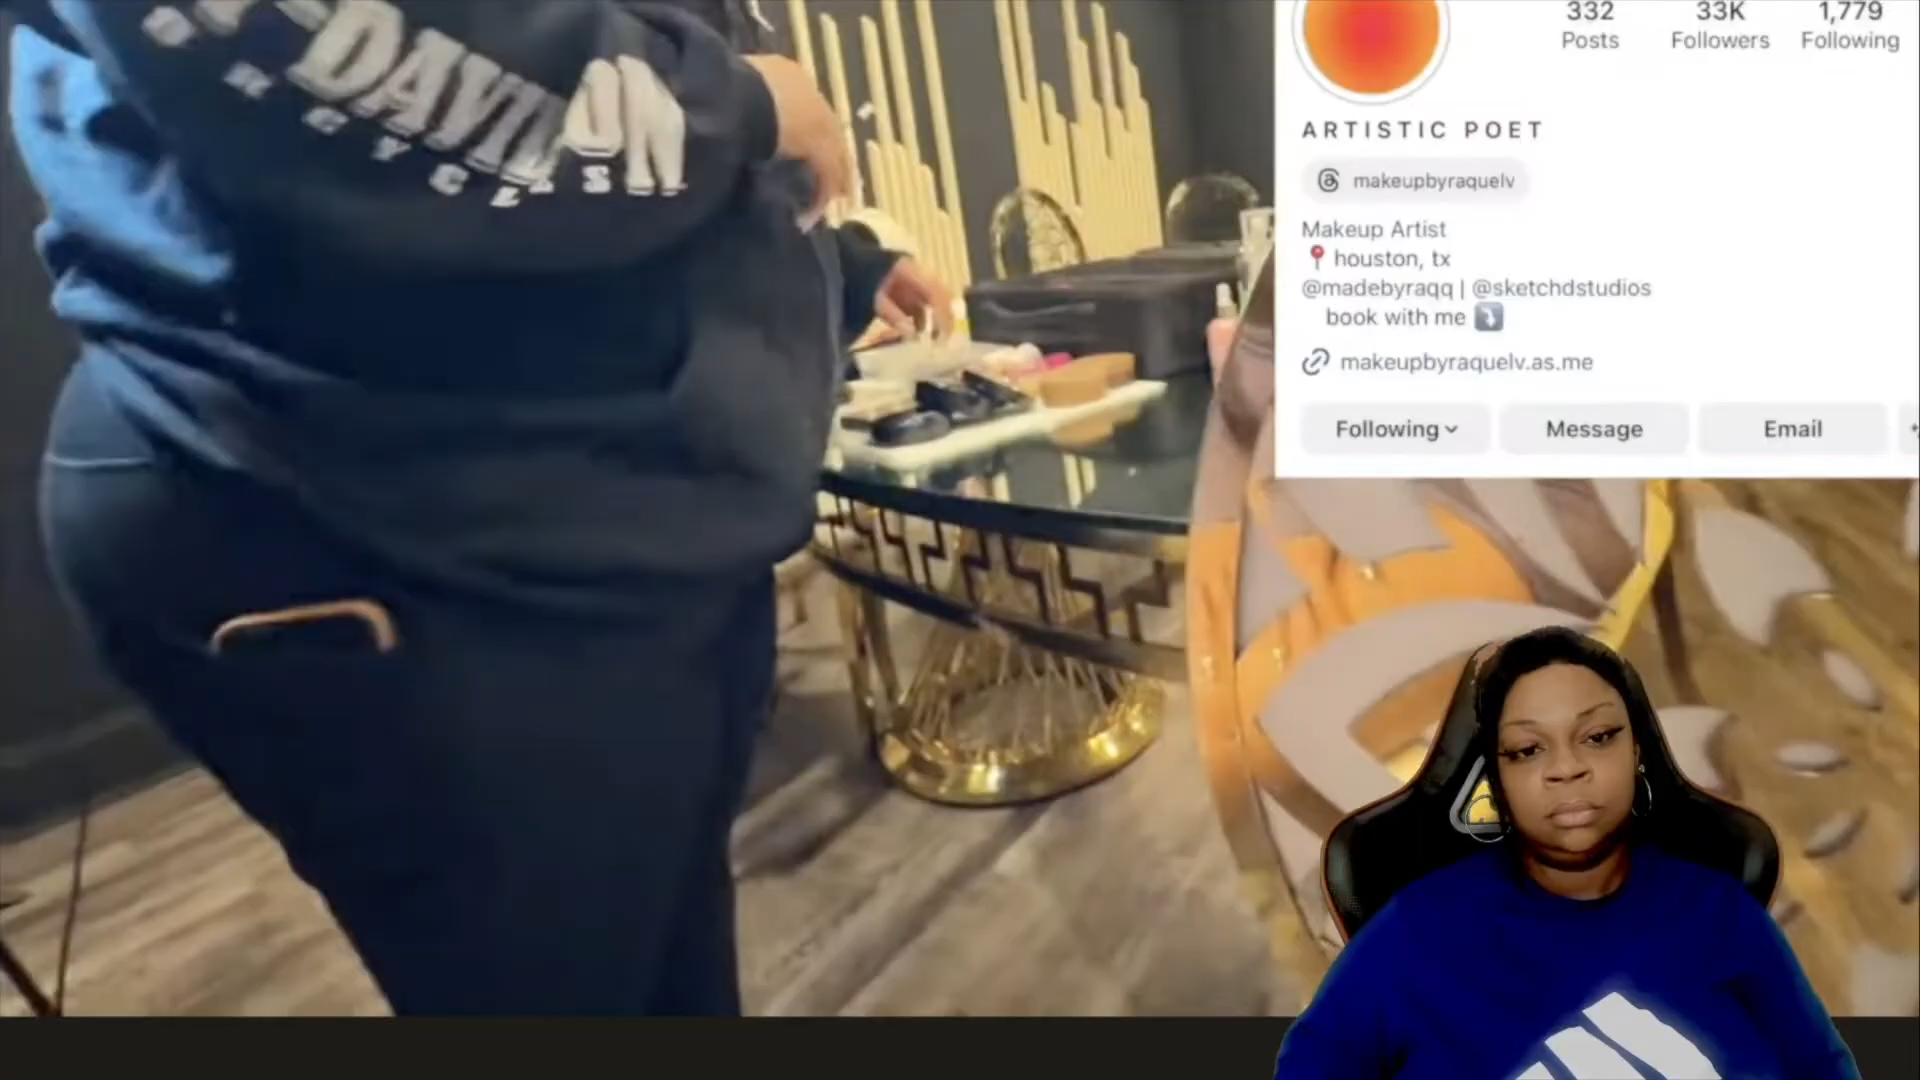 DAVIDSON
332
Posts
33K
Followers
1,779
Following
ARTISTIC POET
makeupbyraquelv
Makeup Artist
📍 houston, tx
@madebyraqq | @sketchdstudios
book with me ⤵️
makeupbyraquelv.as.me
Following
Message
Email